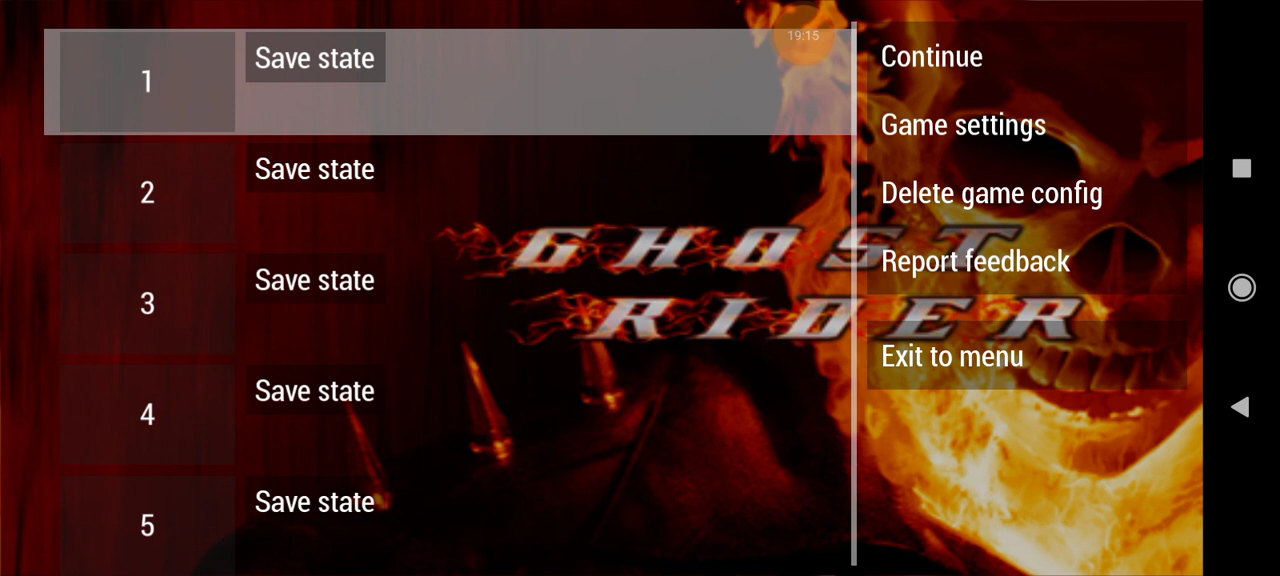 1
Save state
2
Save state
3
Save state
4
Save state
5
Save state
19:15
GHOST
RIDER
Continue
Game settings
Delete game config
Report feedback
Exit to menu